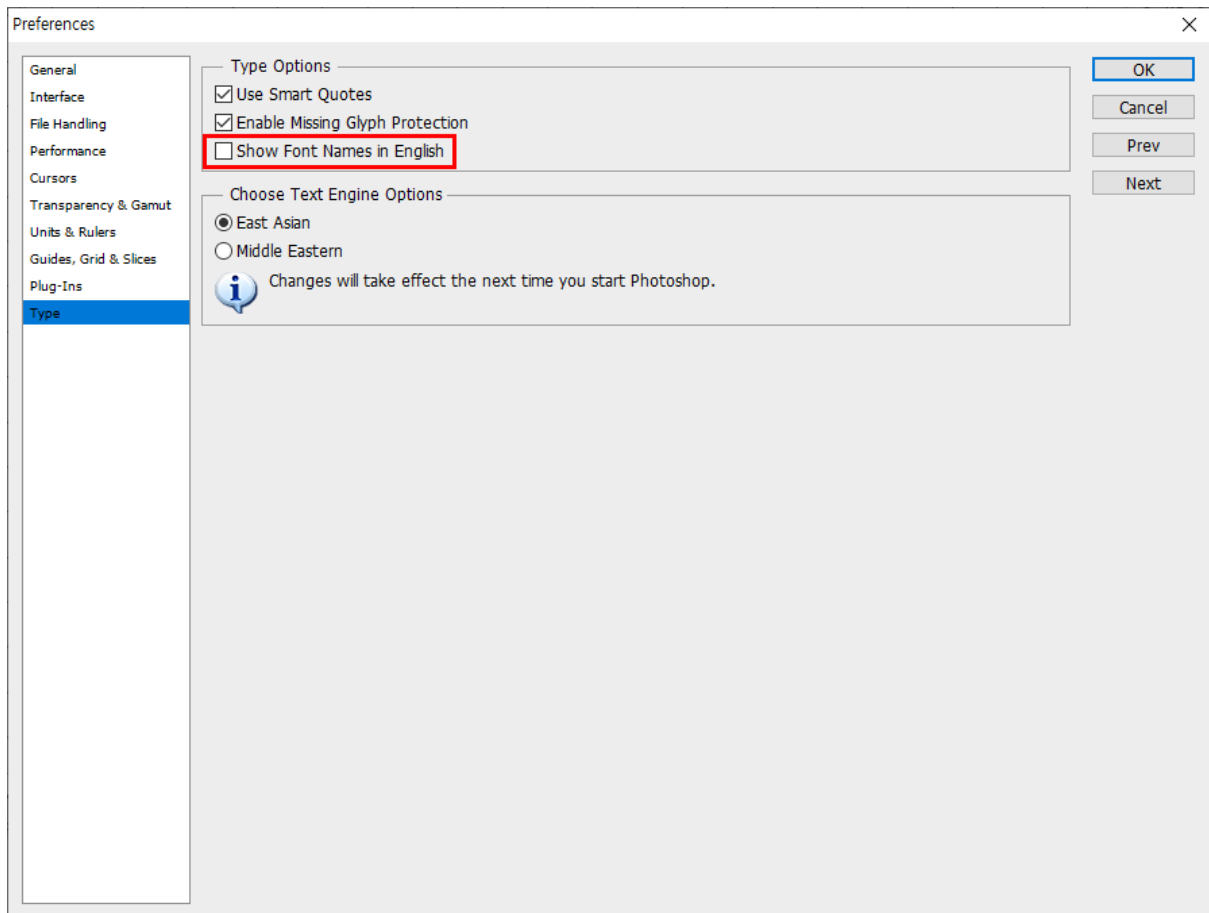 Preferences
General
Interface
File Handling
Performance
Cursors
Transparency & Gamut
Units & Rulers
Guides, Grid & Slices
Plug-Ins
Type
Type Options
Use Smart Quotes
Enable Missing Glyph Protection
Show Font Names in English
Choose Text Engine Options
East Asian
Middle Eastern
Changes will take effect the next time you start Photoshop.
OK
Cancel
Prev
Next